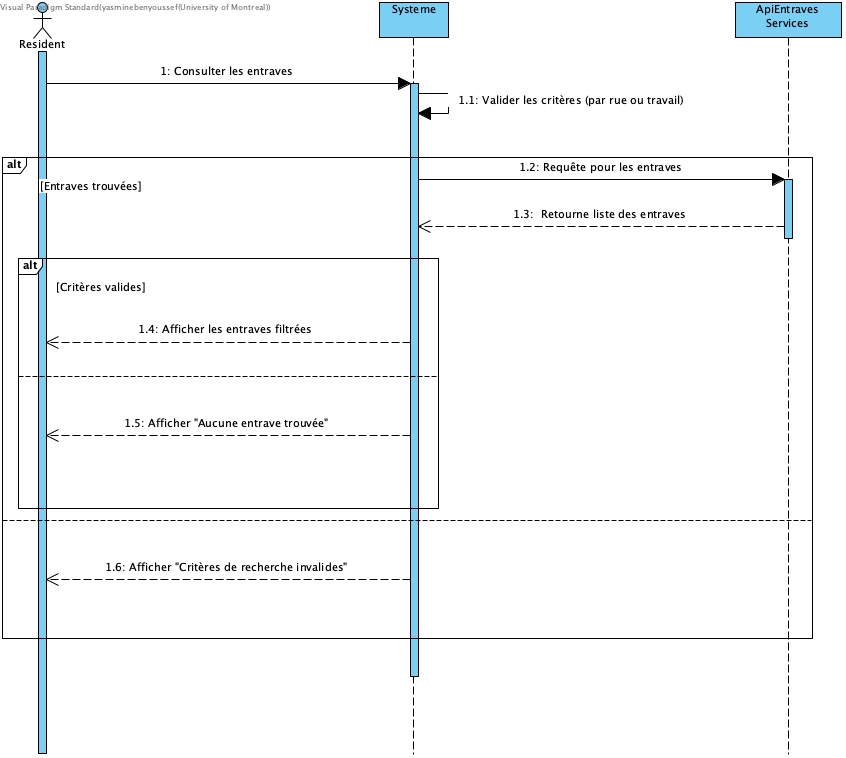 Visual Paradigm Standard(yasminebenyoussef(University of Montreal))
Resident
Systeme
ApiEntraves
Services
1: Consulter les entraves
1.1: Valider les critères (par rue ou travail)
alt
[Entraves trouvées]
1.2: Requête pour les entraves
1.3:  Retourne liste des entraves
alt
[Critères valides]
1.4: Afficher les entraves filtrées
1.5: Afficher "Aucune entrave trouvée"
1.6: Afficher "Critères de recherche invalides"